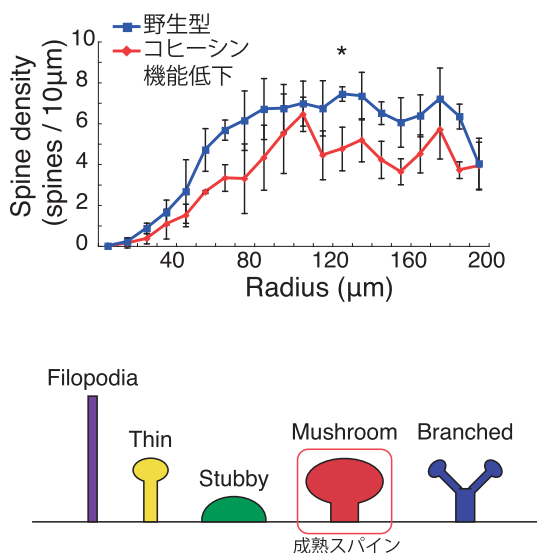 野生型
コヒーシン
機能低下
*
10
8
6
4
2
0
Spine density
(spines / 10μm)
40 80 120 160 200
Radius (μm)
Filopodia
Thin
Stubby
Mushroom
Branched
成熟スパイン